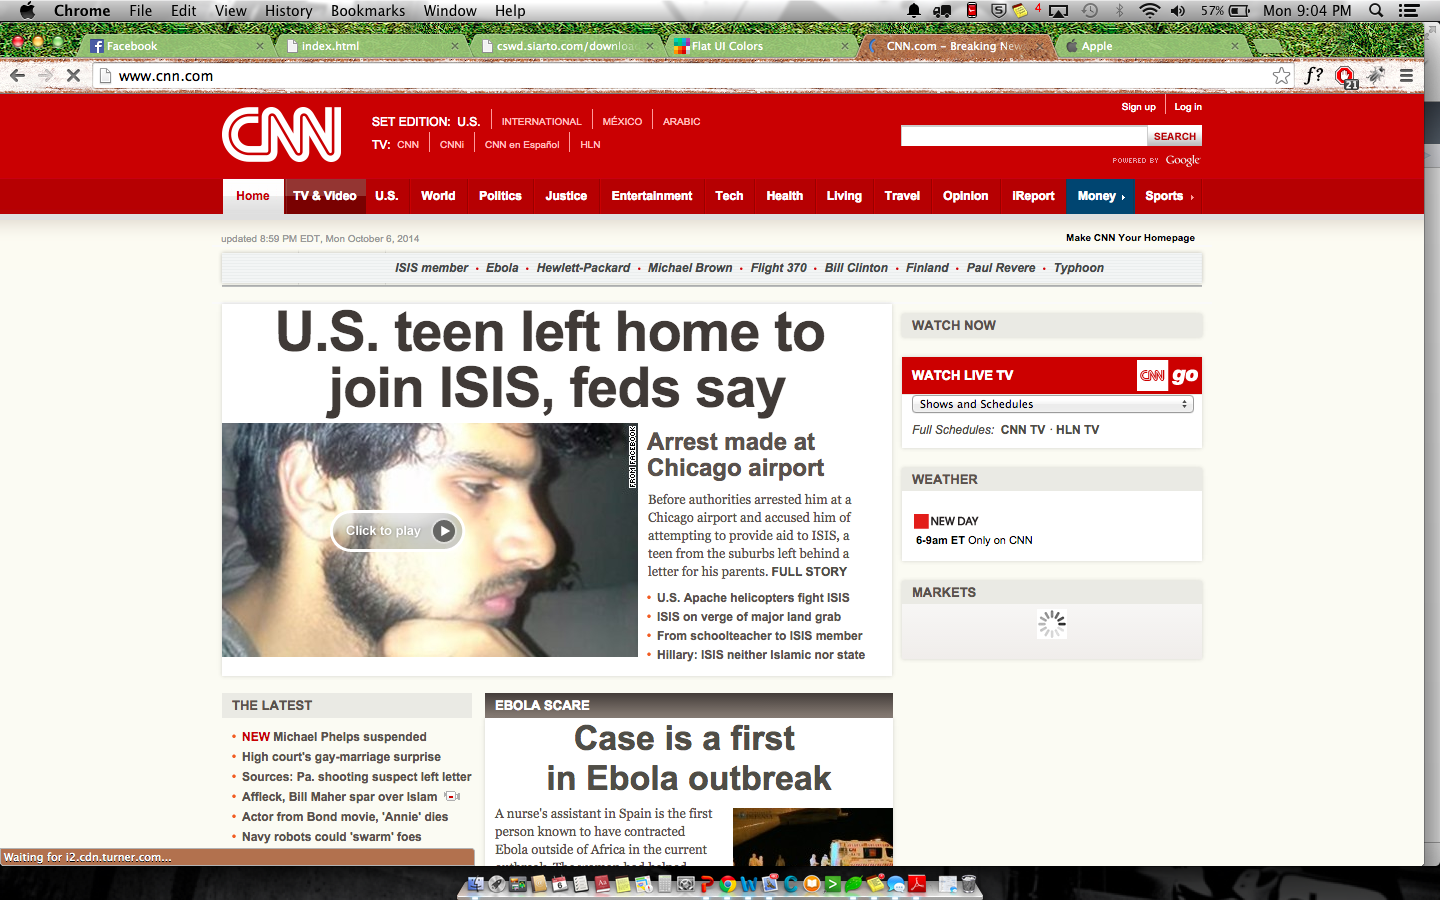 Chrome File Edit View History Bookmarks Window Help 4 57% Mon 9:04 PM
Facebook index.html cswd.siarto.com/downlo Flat UI Colors CNN.com – Breaking New Apple
www.cnn.com f? 21
CNN
SET EDITION: U.S. INTERNATIONAL MÉXICO ARABIC
TV: CNN CNNi CNN en Español HLN
Sign up Log in
SEARCH
POWERED BY Google
Home TV & Video U.S. World Politics Justice Entertainment Tech Health Living Travel Opinion iReport Money Sports
updated 8:59 PM EDT, Mon October 6, 2014
Make CNN Your Homepage
ISIS member • Ebola • Hewlett-Packard • Michael Brown • Flight 370 • Bill Clinton • Finland • Paul Revere • Typhoon
U.S. teen left home to
join ISIS, feds say
FROM FACEBOOK
Click to play
Arrest made at
Chicago airport
Before authorities arrested him at a
Chicago airport and accused him of
attempting to provide aid to ISIS, a
teen from the suburbs left behind a
letter for his parents. FULL STORY
• U.S. Apache helicopters fight ISIS
• ISIS on verge of major land grab
• From schoolteacher to ISIS member
• Hillary: ISIS neither Islamic nor state
WATCH NOW
WATCH LIVE TV CNN go
Shows and Schedules
Full Schedules: CNN TV · HLN TV
WEATHER
NEW DAY
6-9am ET Only on CNN
MARKETS
THE LATEST
• NEW Michael Phelps suspended
• High court's gay-marriage surprise
• Sources: Pa. shooting suspect left letter
• Affleck, Bill Maher spar over Islam
• Actor from Bond movie, 'Annie' dies
• Navy robots could 'swarm' foes
EBOLA SCARE
Case is a first
in Ebola outbreak
A nurse's assistant in Spain is the first
person known to have contracted
Ebola outside of Africa in the current
outbreak. The woman had helped
Waiting for i2.cdn.turner.com...